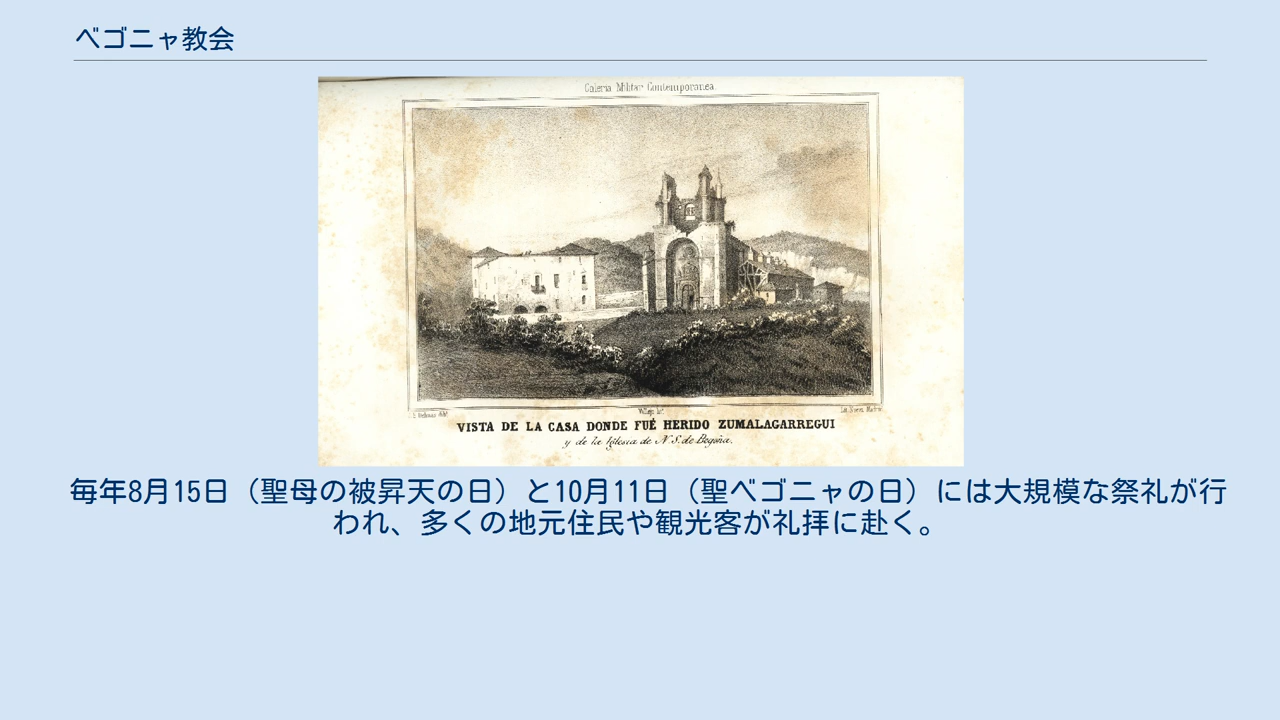 ベゴニャ教会
Galeria Militar Contemporanea
Vallejo lit.
VISTA DE LA CASA DONDE FUÉ HERIDO ZUMALAGARREGUI
y de la Iglesia de N. S. de Begoña.
毎年8月15日（聖母の被昇天の日）と10月11日（聖ベゴニャの日）には大規模な祭礼が行
われ、多くの地元住民や観光客が礼拝に赴く。